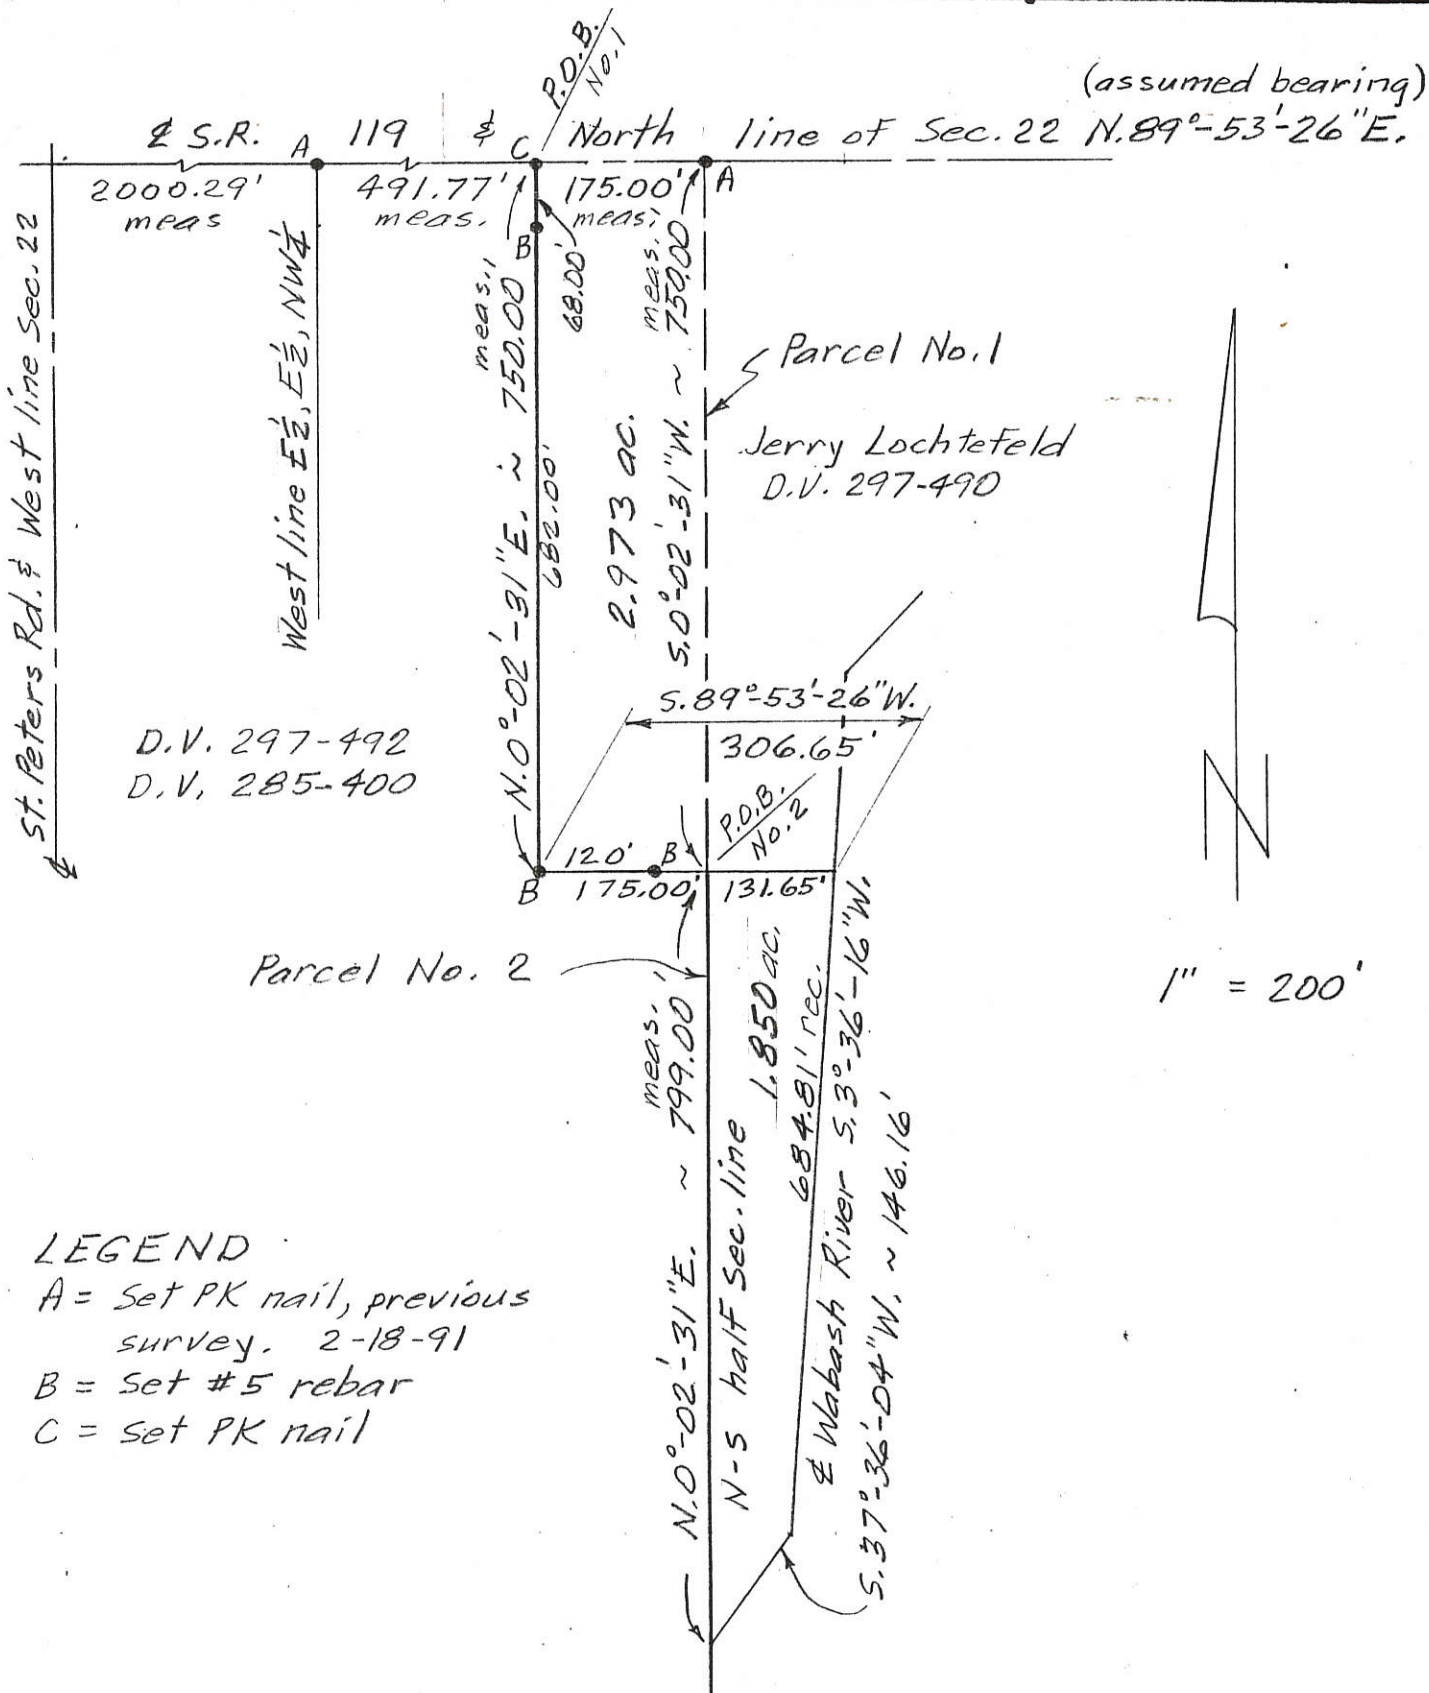 P.O.B.
No.1
(assumed bearing)
℄ S.R. A 119 & C North line of Sec. 22 N.89°-53'-26"E.
2000.29' 491.77' 175.00' A
meas meas. meas.
B
68.00'
St. Peters Rd. & West line Sec. 22
℄
West line E½, E½, NW¼
meas.
N.0°-02'-31"E. ~ 750.00'
682.00'
2.973 ac.
meas.
S.0°-02'-31"W. ~ 750.00'
Parcel No.1
Jerry Lochtefeld
D.V. 297-490
S.89°-53'-26"W.
306.65'
D.V. 297-492
D.V. 285-400
P.O.B.
No.2
120' B
B 175.00' 131.65'
Parcel No. 2
1" = 200'
N
meas.
N.0°-02'-31"E. ~ 799.00'
N-S half Sec. line
1.850 ac.
684.81' rec.
℄ Wabash River S.3°-36'-16"W.
S.37°-36'-04"W. ~ 146.16'
LEGEND
A = Set PK nail, previous
survey. 2-18-91
B = Set #5 rebar
C = Set PK nail